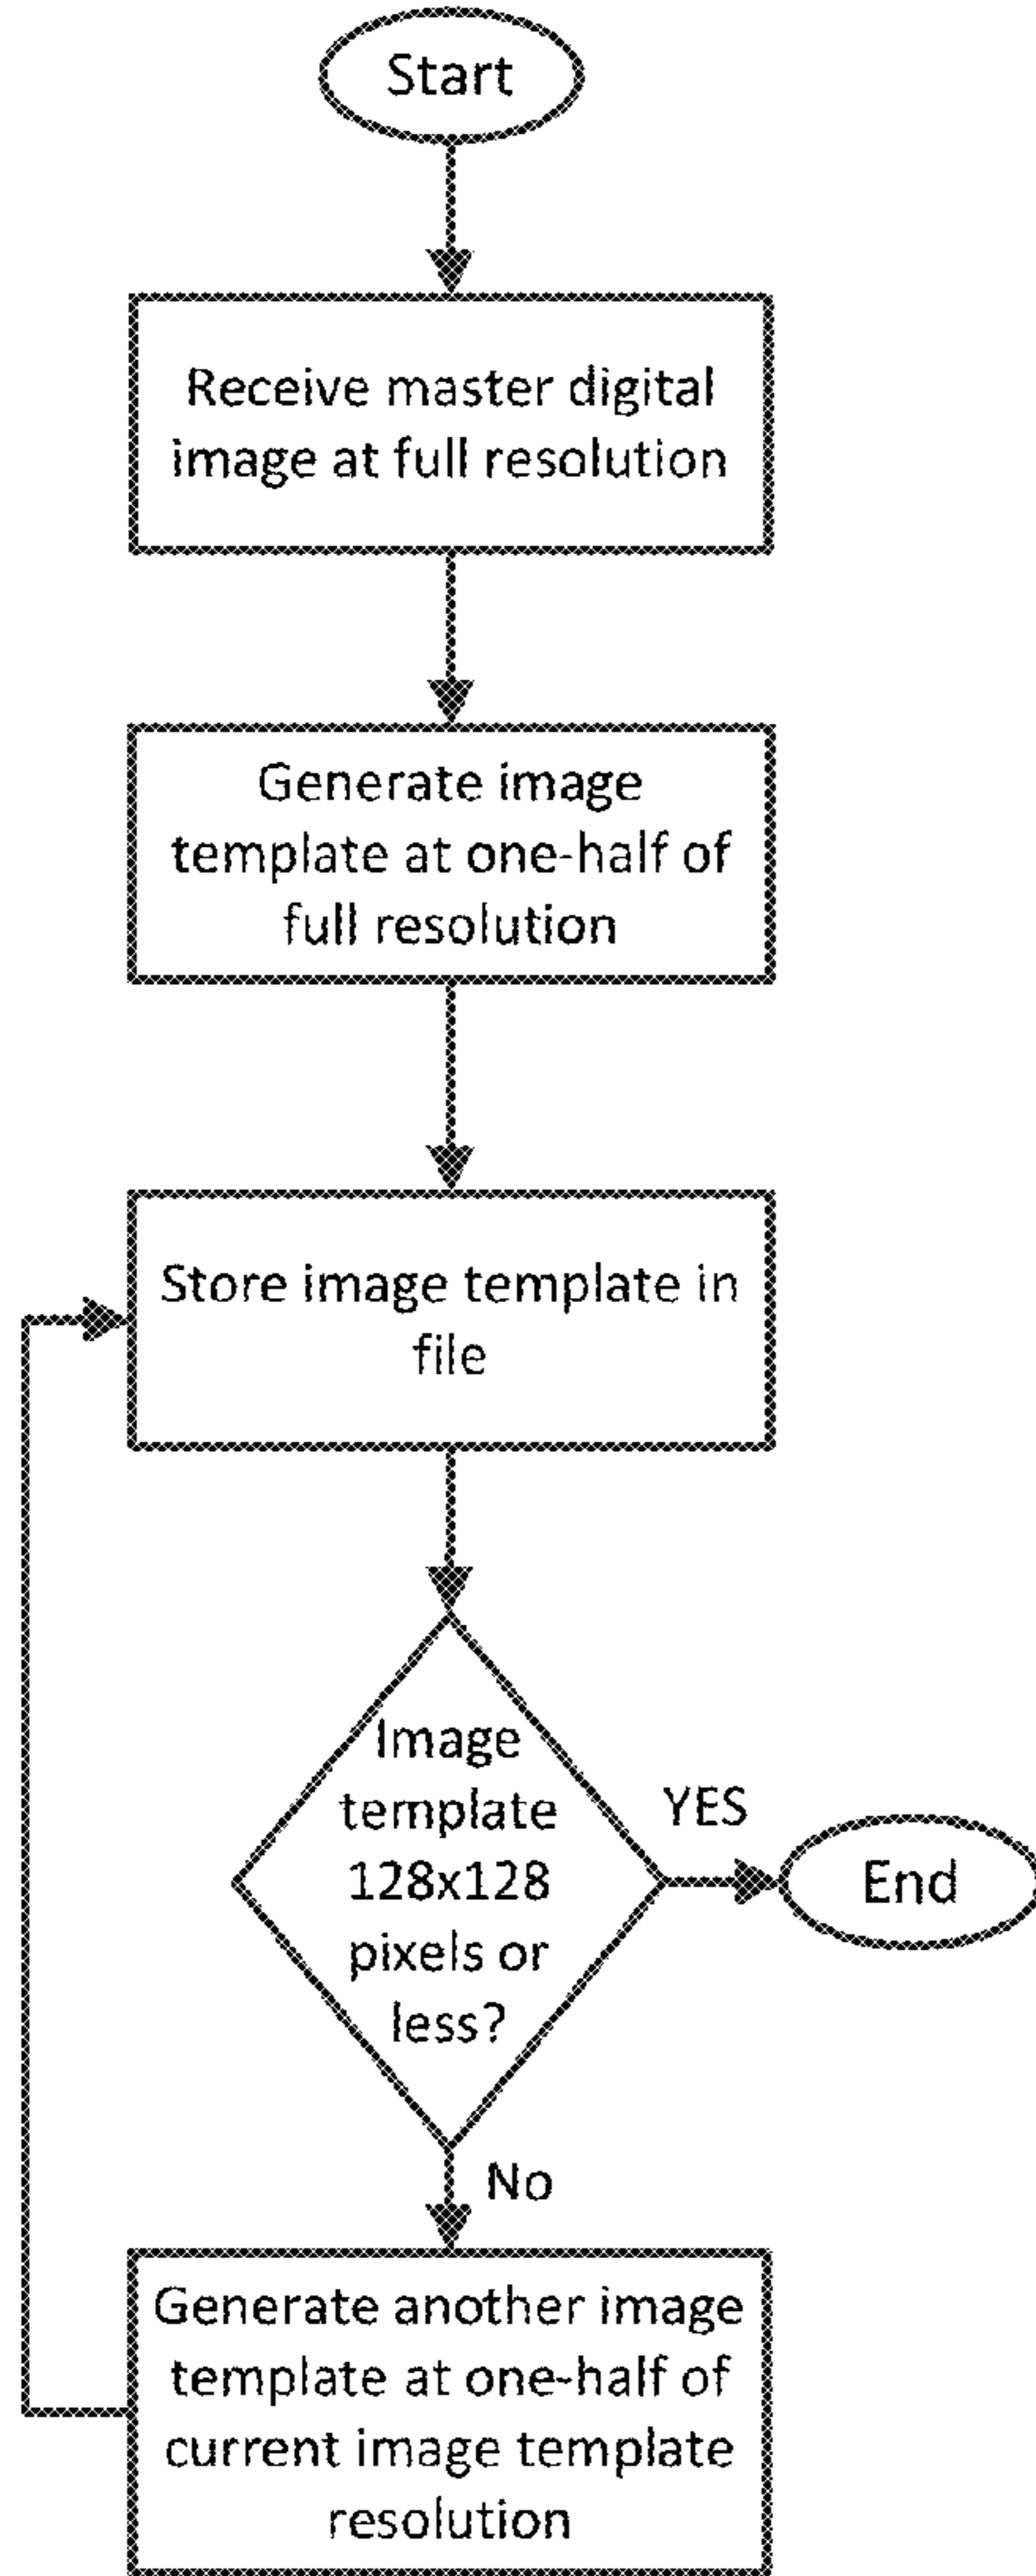 Start
Receive master digital
image at full resolution
Generate image
template at one-half of
full resolution
Store image template in
file
Image
template
128x128
pixels or
less?
YES
End
No
Generate another image
template at one-half of
current image template
resolution